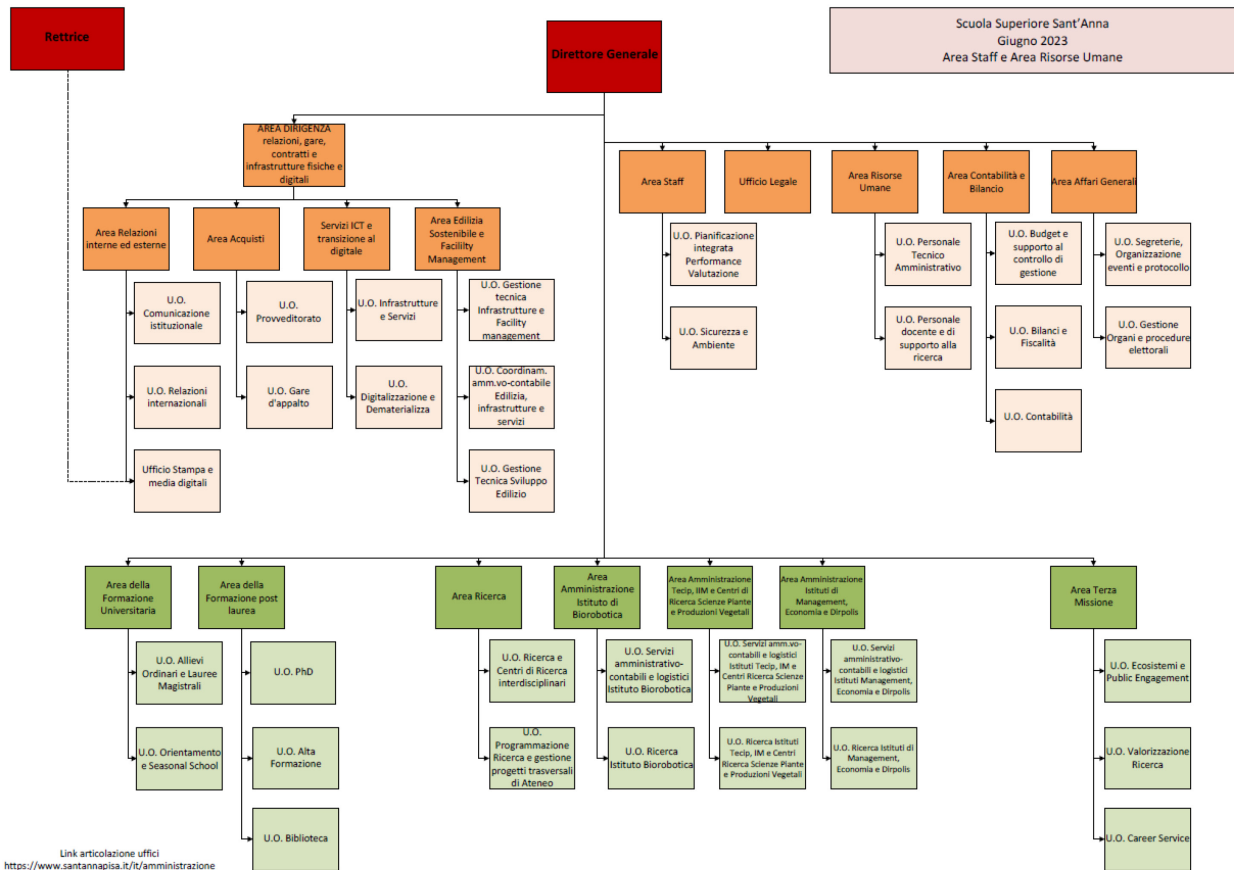 Rettrice
Direttore Generale
Scuola Superiore Sant'Anna
Giugno 2023
Area Staff e Area Risorse Umane
AREA DIRIGENZA
relazioni, gare,
contratti e
infrastrutture fisiche e
digitali
Area Staff
Ufficio Legale
Area Risorse
Umane
Area Contabilità e
Bilancio
Area Affari Generali
Area Relazioni
interne ed esterne
Area Acquisti
Servizi ICT e
transizione al
digitale
Area Edilizia
Sostenibile e
Facililty
Management
U.O. Pianificazione
integrata
Performance
Valutazione
U.O. Personale
Tecnico
Amministrativo
U.O. Budget e
supporto al
controllo di
gestione
U.O. Segreterie,
Organizzazione
eventi e protocollo
U.O.
Comunicazione
istituzionale
U.O.
Provveditorato
U.O. Infrastrutture
e Servizi
U.O. Gestione
tecnica
Infrastrutture e
Facility
management
U.O. Sicurezza e
Ambiente
U.O. Personale
docente e di
supporto alla
ricerca
U.O. Bilanci e
Fiscalità
U.O. Gestione
Organi e procedure
elettorali
U.O. Relazioni
internazionali
U.O. Gare
d'appalto
U.O.
Digitalizzazione e
Dematerializza
U.O. Coordinam.
amm.vo-contabile
Edilizia,
infrastrutture e
servizi
U.O. Contabilità
Ufficio Stampa e
media digitali
U.O. Gestione
Tecnica Sviluppo
Edilizio
Area della
Formazione
Universitaria
Area della
Formazione post
laurea
Area Ricerca
Area
Amministrazione
Istituto di
Biorobotica
Area Amministrazione
Tecip, IIM e Centri di
Ricerca Scienze Piante
e Produzioni Vegetali
Area Amministrazione
Istituti di
Management,
Economia e Dirpolis
Area Terza
Missione
U.O. Allievi
Ordinari e Lauree
Magistrali
U.O. PhD
U.O. Ricerca e
Centri di Ricerca
interdisciplinari
U.O. Servizi
amministrativo-
contabili e logistici
Istituto Biorobotica
U.O. Servizi amm.vo-
contabili e logistici
Istituti Tecip, IM e
Centri Ricerca Scienze
Piante e Produzioni
Vegetali
U.O. Servizi
amministrativo-
contabili e logistici
Istituti Management,
Economia e Dirpolis
U.O. Ecosistemi e
Public Engagement
U.O. Orientamento
e Seasonal School
U.O. Alta
Formazione
U.O.
Programmazione
Ricerca e gestione
progetti trasversali
di Ateneo
U.O. Ricerca
Istituto Biorobotica
U.O. Ricerca Istituti
Tecip, IM e Centri
Ricerca Scienze Piante
e Produzioni Vegetali
U.O. Ricerca Istituti di
Management,
Economia e Dirpolis
U.O. Valorizzazione
Ricerca
U.O. Biblioteca
U.O. Career Service
Link articolazione uffici
https://www.santannapisa.it/it/amministrazione